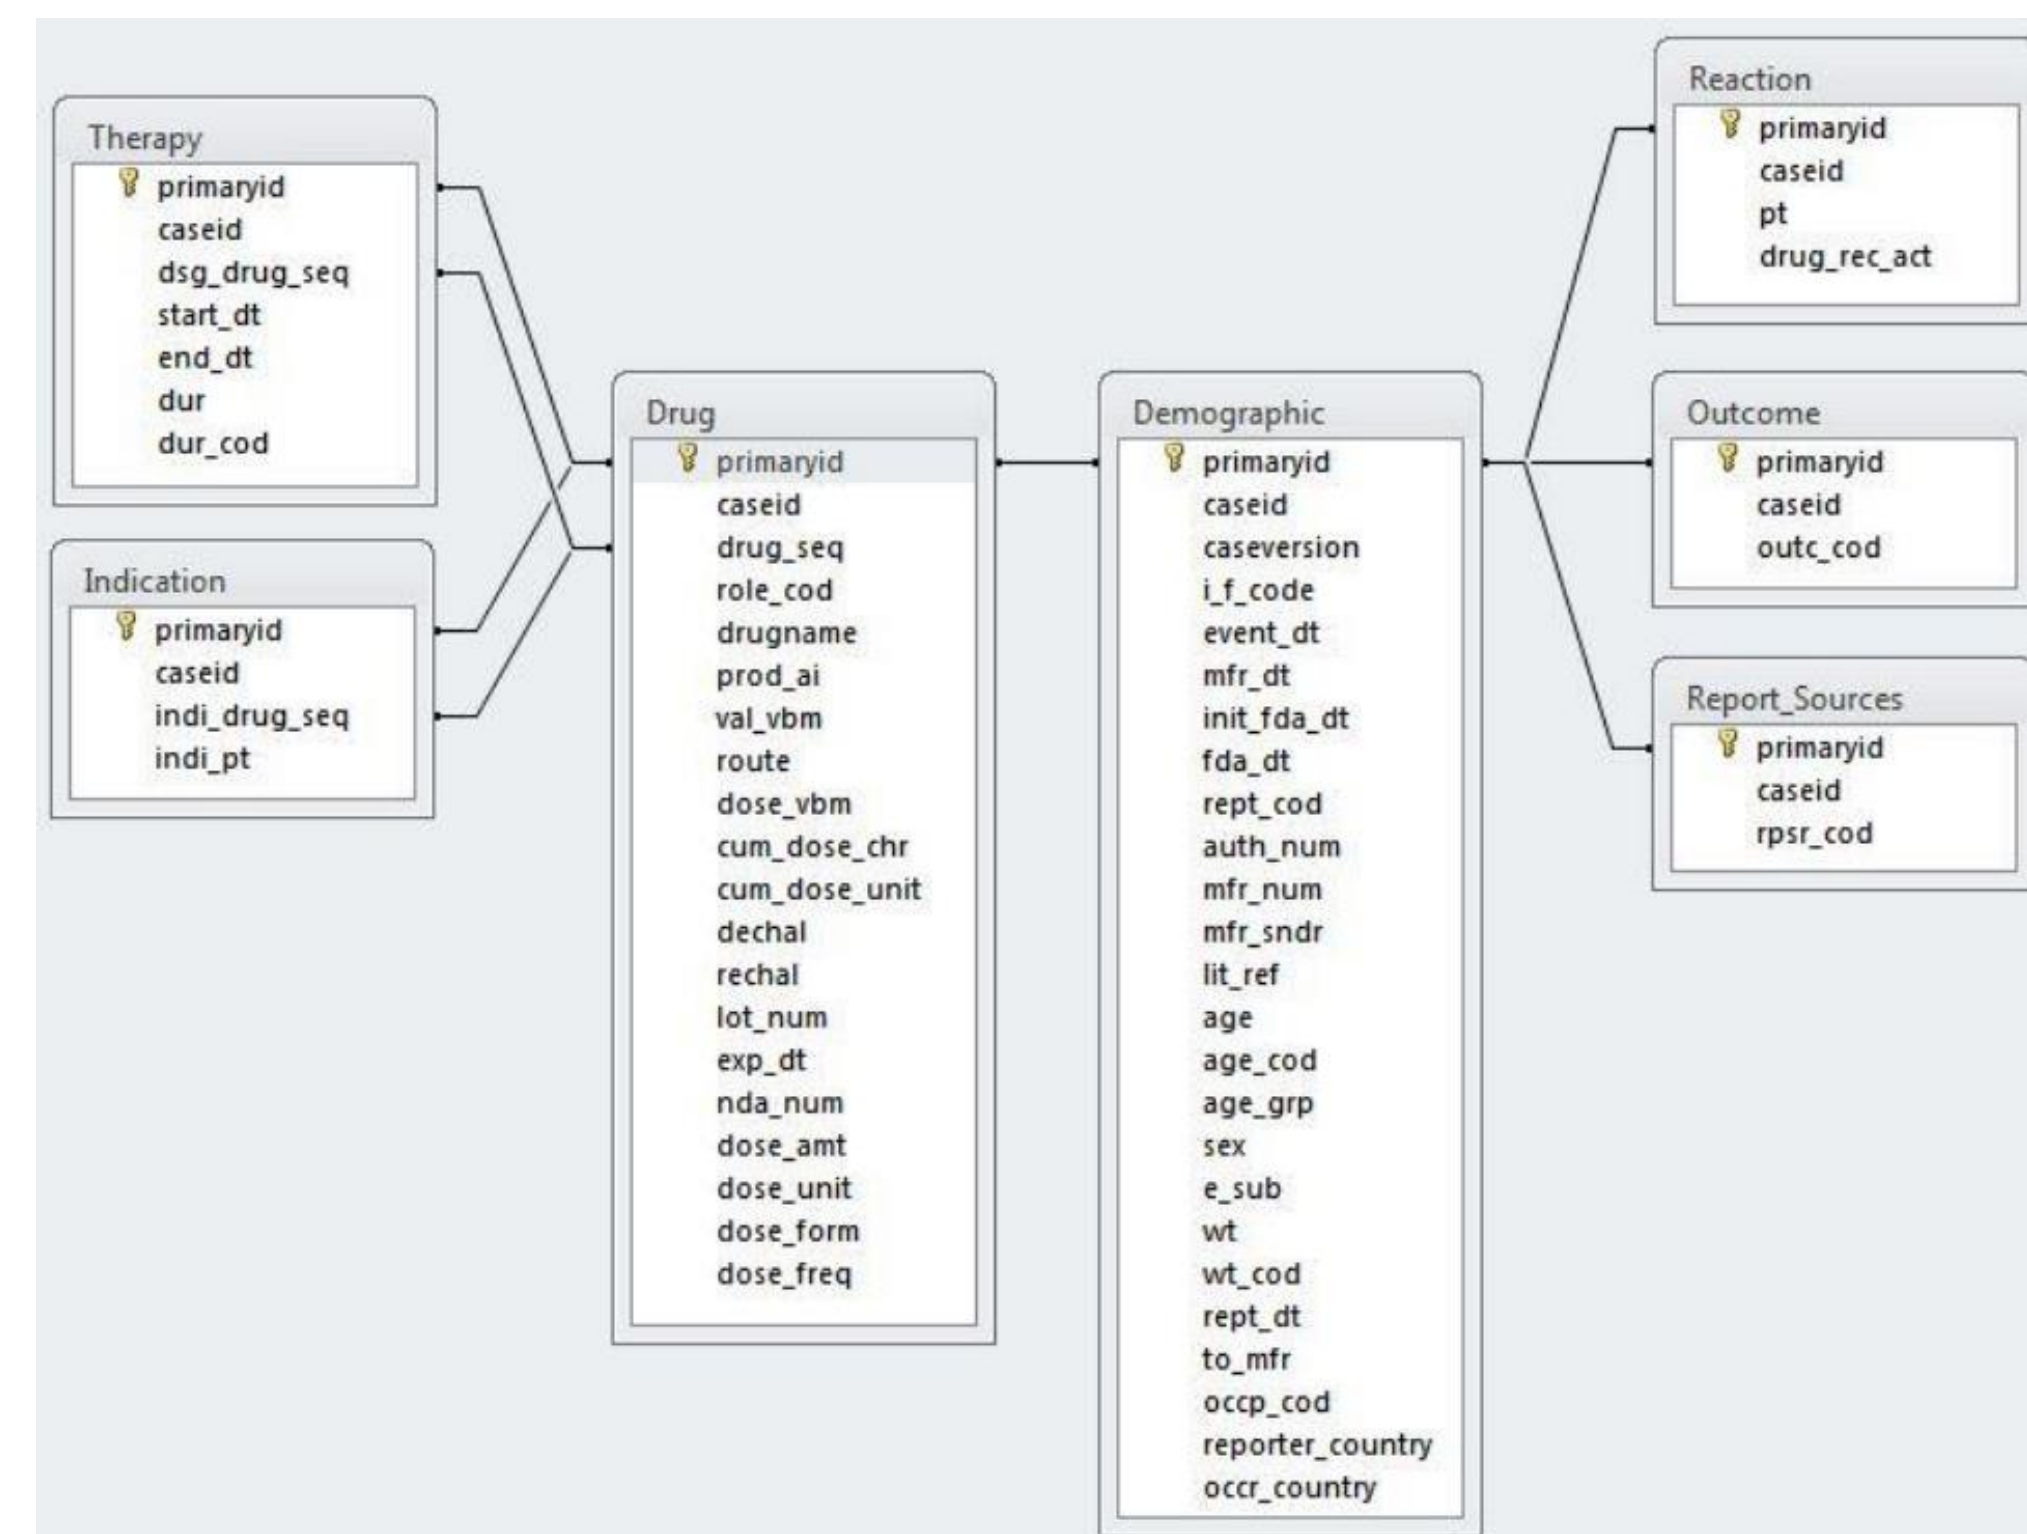 Therapy
primaryid
caseid
dsg_drug_seq
start_dt
end_dt
dur
dur_cod
Indication
primaryid
caseid
indi_drug_seq
indi_pt
Drug
primaryid
caseid
drug_seq
role_cod
drugname
prod_ai
val_vbm
route
dose_vbm
cum_dose_chr
cum_dose_unit
dechal
rechal
lot_num
exp_dt
nda_num
dose_amt
dose_unit
dose_form
dose_freq
Demographic
primaryid
caseid
caseversion
i_f_code
event_dt
mfr_dt
init_fda_dt
fda_dt
rept_cod
auth_num
mfr_num
mfr_sndr
lit_ref
age
age_cod
age_grp
sex
e_sub
wt
wt_cod
rept_dt
to_mfr
occp_cod
reporter_country
occr_country
Reaction
primaryid
caseid
pt
drug_rec_act
Outcome
primaryid
caseid
outc_cod
Report_Sources
primaryid
caseid
rpsr_cod